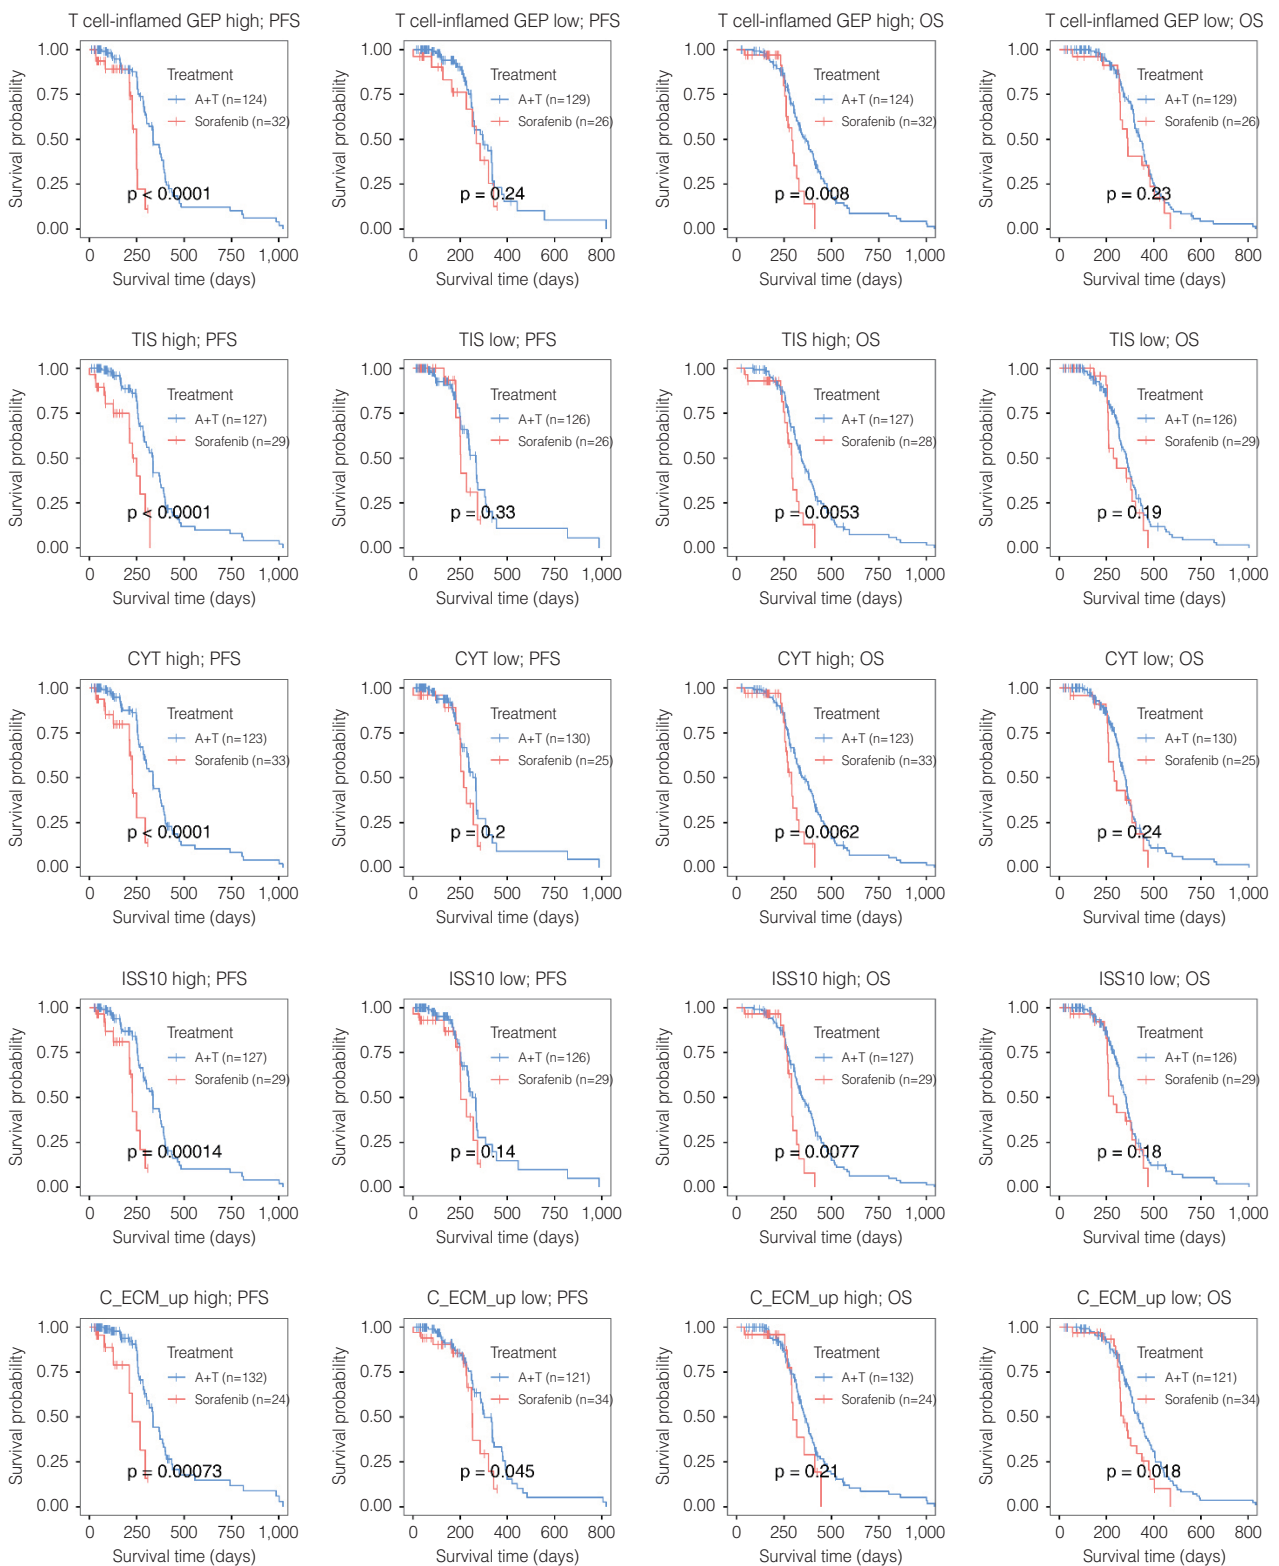 T cell-inflamed GEP high; PFS
Survival probability
1.00
0.75
0.50
0.25
0.00
Treatment
A+T (n=124)
Sorafenib (n=32)
p < 0.0001
0 250 500 750 1,000
Survival time (days)
T cell-inflamed GEP low; PFS
Survival probability
1.00
0.75
0.50
0.25
0.00
Treatment
A+T (n=129)
Sorafenib (n=26)
p = 0.24
0 200 400 600 800
Survival time (days)
T cell-inflamed GEP high; OS
Survival probability
1.00
0.75
0.50
0.25
0.00
Treatment
A+T (n=124)
Sorafenib (n=32)
p = 0.008
0 250 500 750 1,000
Survival time (days)
T cell-inflamed GEP low; OS
Survival probability
1.00
0.75
0.50
0.25
0.00
Treatment
A+T (n=129)
Sorafenib (n=26)
p = 0.23
0 200 400 600 800
Survival time (days)
TIS high; PFS
Survival probability
1.00
0.75
0.50
0.25
0.00
Treatment
A+T (n=127)
Sorafenib (n=29)
p < 0.0001
0 250 500 750 1,000
Survival time (days)
TIS low; PFS
Survival probability
1.00
0.75
0.50
0.25
0.00
Treatment
A+T (n=126)
Sorafenib (n=26)
p = 0.33
0 250 500 750 1,000
Survival time (days)
TIS high; OS
Survival probability
1.00
0.75
0.50
0.25
0.00
Treatment
A+T (n=127)
Sorafenib (n=28)
p = 0.0053
0 250 500 750 1,000
Survival time (days)
TIS low; OS
Survival probability
1.00
0.75
0.50
0.25
0.00
Treatment
A+T (n=126)
Sorafenib (n=29)
p = 0.19
0 250 500 750 1,000
Survival time (days)
CYT high; PFS
Survival probability
1.00
0.75
0.50
0.25
0.00
Treatment
A+T (n=123)
Sorafenib (n=33)
p < 0.0001
0 250 500 750 1,000
Survival time (days)
CYT low; PFS
Survival probability
1.00
0.75
0.50
0.25
0.00
Treatment
A+T (n=130)
Sorafenib (n=25)
p = 0.2
0 250 500 750 1,000
Survival time (days)
CYT high; OS
Survival probability
1.00
0.75
0.50
0.25
0.00
Treatment
A+T (n=123)
Sorafenib (n=33)
p = 0.0062
0 250 500 750 1,000
Survival time (days)
CYT low; OS
Survival probability
1.00
0.75
0.50
0.25
0.00
Treatment
A+T (n=130)
Sorafenib (n=25)
p = 0.24
0 250 500 750 1,000
Survival time (days)
ISS10 high; PFS
Survival probability
1.00
0.75
0.50
0.25
0.00
Treatment
A+T (n=127)
Sorafenib (n=29)
p = 0.00014
0 250 500 750 1,000
Survival time (days)
ISS10 low; PFS
Survival probability
1.00
0.75
0.50
0.25
0.00
Treatment
A+T (n=126)
Sorafenib (n=29)
p = 0.14
0 250 500 750 1,000
Survival time (days)
ISS10 high; OS
Survival probability
1.00
0.75
0.50
0.25
0.00
Treatment
A+T (n=127)
Sorafenib (n=29)
p = 0.0077
0 250 500 750 1,000
Survival time (days)
ISS10 low; OS
Survival probability
1.00
0.75
0.50
0.25
0.00
Treatment
A+T (n=126)
Sorafenib (n=29)
p = 0.18
0 250 500 750 1,000
Survival time (days)
C_ECM_up high; PFS
Survival probability
1.00
0.75
0.50
0.25
0.00
Treatment
A+T (n=132)
Sorafenib (n=24)
p = 0.00073
0 250 500 750 1,000
Survival time (days)
C_ECM_up low; PFS
Survival probability
1.00
0.75
0.50
0.25
0.00
Treatment
A+T (n=121)
Sorafenib (n=34)
p = 0.045
0 200 400 600 800
Survival time (days)
C_ECM_up high; OS
Survival probability
1.00
0.75
0.50
0.25
0.00
Treatment
A+T (n=132)
Sorafenib (n=24)
p = 0.21
0 250 500 750 1,000
Survival time (days)
C_ECM_up low; OS
Survival probability
1.00
0.75
0.50
0.25
0.00
Treatment
A+T (n=121)
Sorafenib (n=34)
p = 0.018
0 200 400 600 800
Survival time (days)